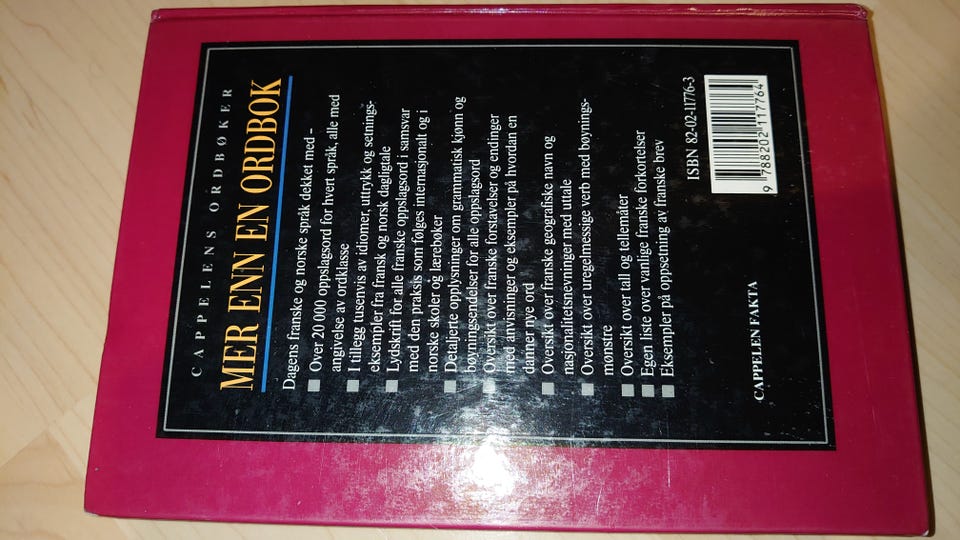 CAPPELENS ORDBØKER
MER ENN EN ORDBOK
Dagens franske og norske språk dekket med –
Over 20 000 oppslagsord for hvert språk, alle med
angivelse av ordklasse
I tillegg tusenvis av idiomer, uttrykk og setnings-
eksempler fra fransk og norsk dagligtale
Lydskrift for alle franske oppslagsord i samsvar
med den praksis som følges internasjonalt og i
norske skoler og lærebøker
Detaljerte opplysninger om grammatisk kjønn og
bøyningsendelser for alle oppslagsord
Oversikt over franske forstavelser og endinger
med anvisninger og eksempler på hvordan en
danner nye ord
Oversikt over franske geografiske navn og
nasjonalitetsnevninger med uttale
Oversikt over uregelmessige verb med bøynings-
monstre
Oversikt over tall og tellemåter
Egen liste over vanlige franske forkortelser
Eksempler på oppsetning av franske brev
ISBN 82-02-11776-3
9 788202 117764
CAPPELEN FAKTA